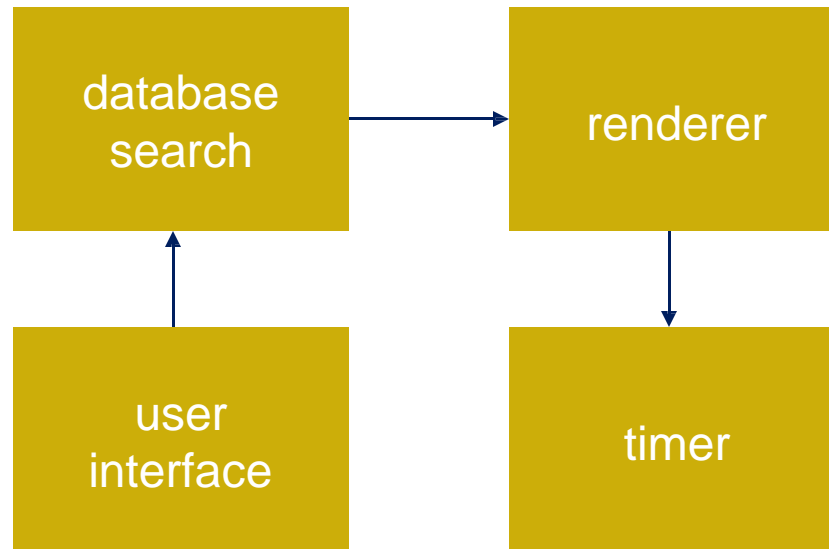 database
search
renderer
user
interface
timer